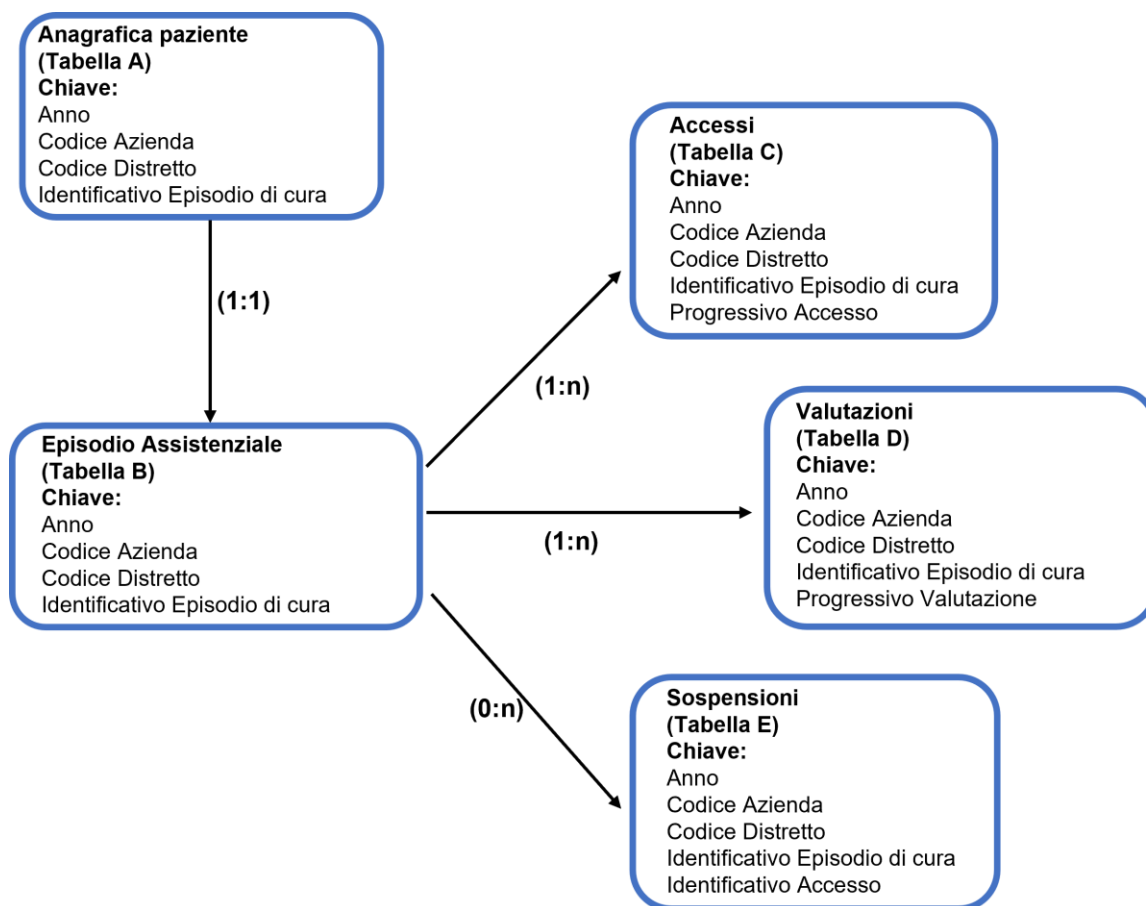 Anagrafica paziente
(Tabella A)
Chiave:
Anno
Codice Azienda
Codice Distretto
Identificativo Episodio di cura
(1:1)
Episodio Assistenziale
(Tabella B)
Chiave:
Anno
Codice Azienda
Codice Distretto
Identificativo Episodio di cura
(1:n)
Accessi
(Tabella C)
Chiave:
Anno
Codice Azienda
Codice Distretto
Identificativo Episodio di cura
Progressivo Accesso
(1:n)
Valutazioni
(Tabella D)
Chiave:
Anno
Codice Azienda
Codice Distretto
Identificativo Episodio di cura
Progressivo Valutazione
(0:n)
Sospensioni
(Tabella E)
Chiave:
Anno
Codice Azienda
Codice Distretto
Identificativo Episodio di cura
Identificativo Accesso